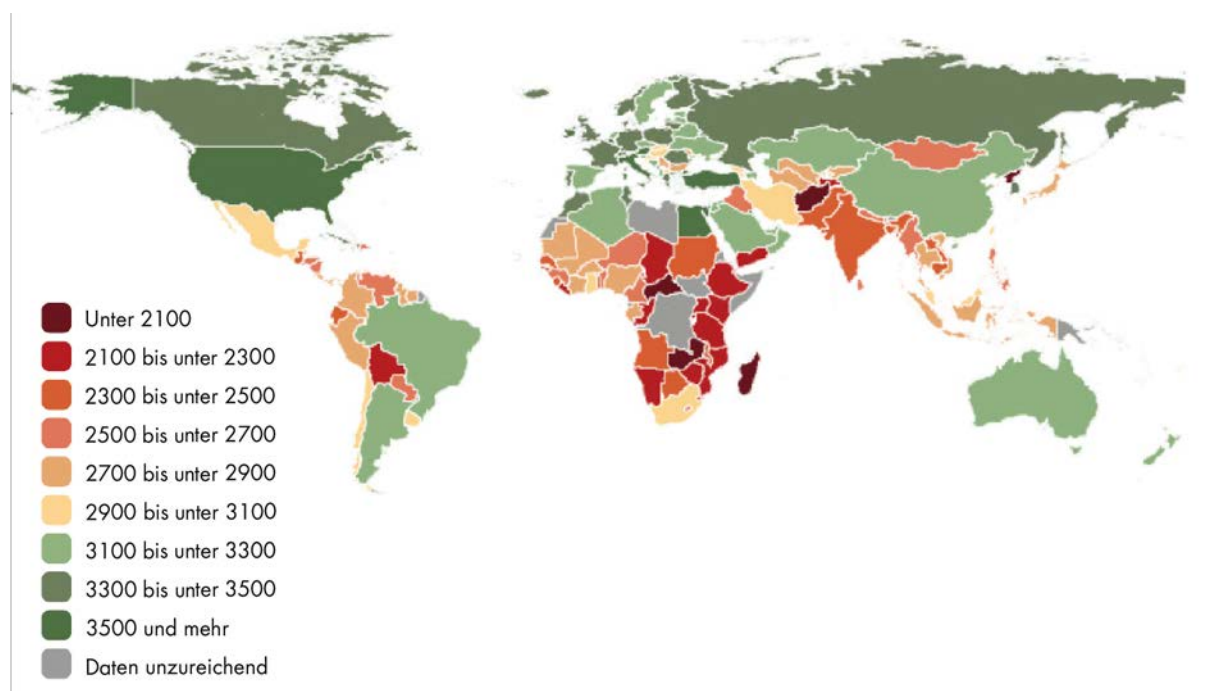 Unter 2100
2100 bis unter 2300
2300 bis unter 2500
2500 bis unter 2700
2700 bis unter 2900
2900 bis unter 3100
3100 bis unter 3300
3300 bis unter 3500
3500 und mehr
Daten unzureichend